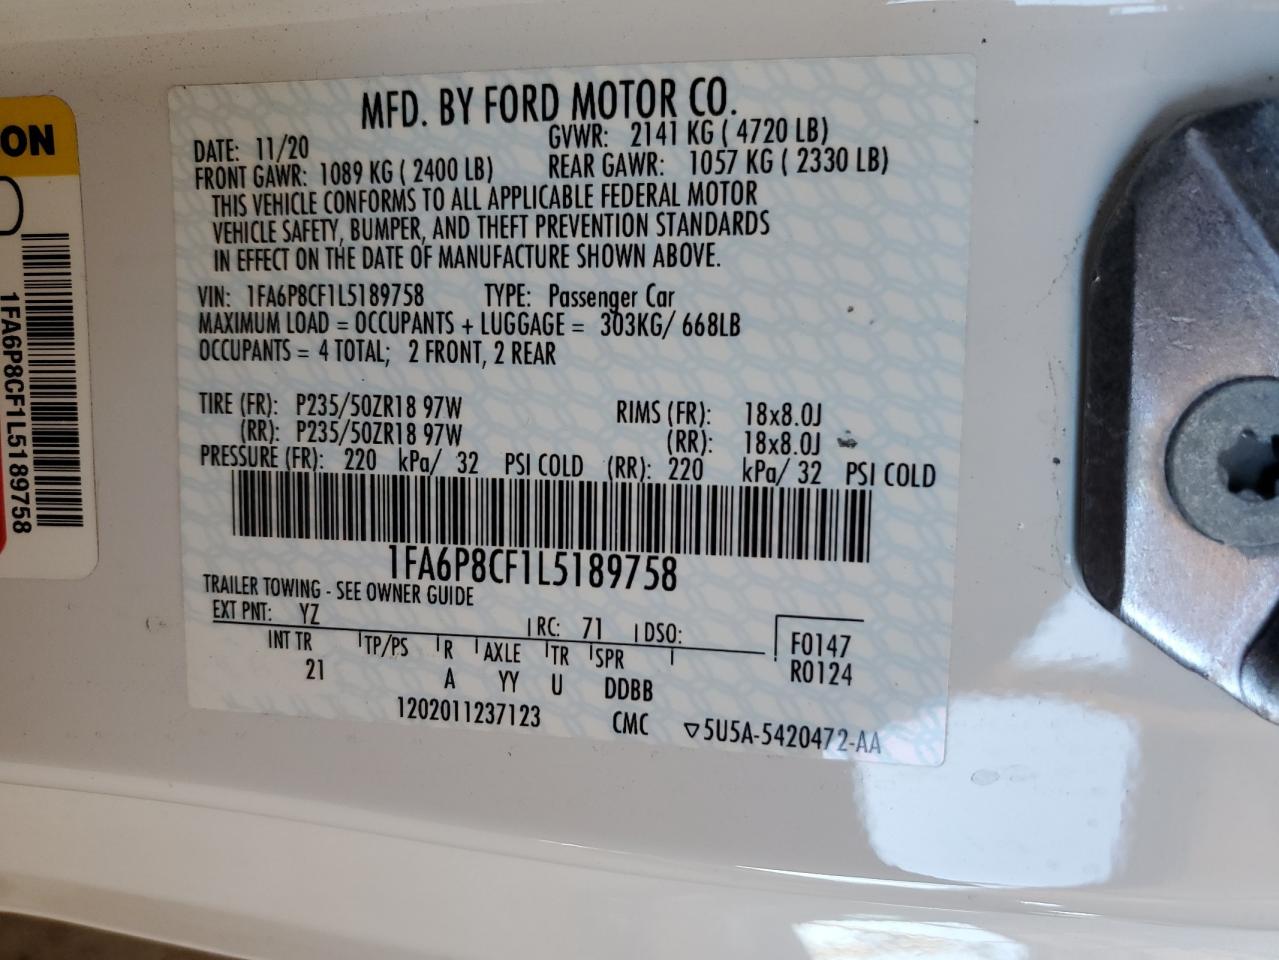 MFD. BY FORD MOTOR CO.
DATE: 11/20 GVWR: 2141 KG ( 4720 LB)
FRONT GAWR: 1089 KG ( 2400 LB) REAR GAWR: 1057 KG ( 2330 LB)
THIS VEHICLE CONFORMS TO ALL APPLICABLE FEDERAL MOTOR
VEHICLE SAFETY, BUMPER, AND THEFT PREVENTION STANDARDS
IN EFFECT ON THE DATE OF MANUFACTURE SHOWN ABOVE.
VIN: 1FA6P8CF1L5189758 TYPE: Passenger Car
MAXIMUM LOAD = OCCUPANTS + LUGGAGE = 303KG/ 668LB
OCCUPANTS = 4 TOTAL; 2 FRONT, 2 REAR
TIRE (FR): P235/50ZR18 97W RIMS (FR): 18x8.0J
(RR): P235/50ZR18 97W (RR): 18x8.0J
PRESSURE (FR): 220 kPa/ 32 PSI COLD (RR): 220 kPa/ 32 PSI COLD
1FA6P8CF1L5189758
TRAILER TOWING - SEE OWNER GUIDE
EXT PNT: YZ RC: 71 DSO: F0147
INT TR TP/PS R AXLE TR SPR R0124
21 A YY U DDBB
1202011237123 CMC ▽5U5A-5420472-AA
ON
1FA6P8CF1L5189758